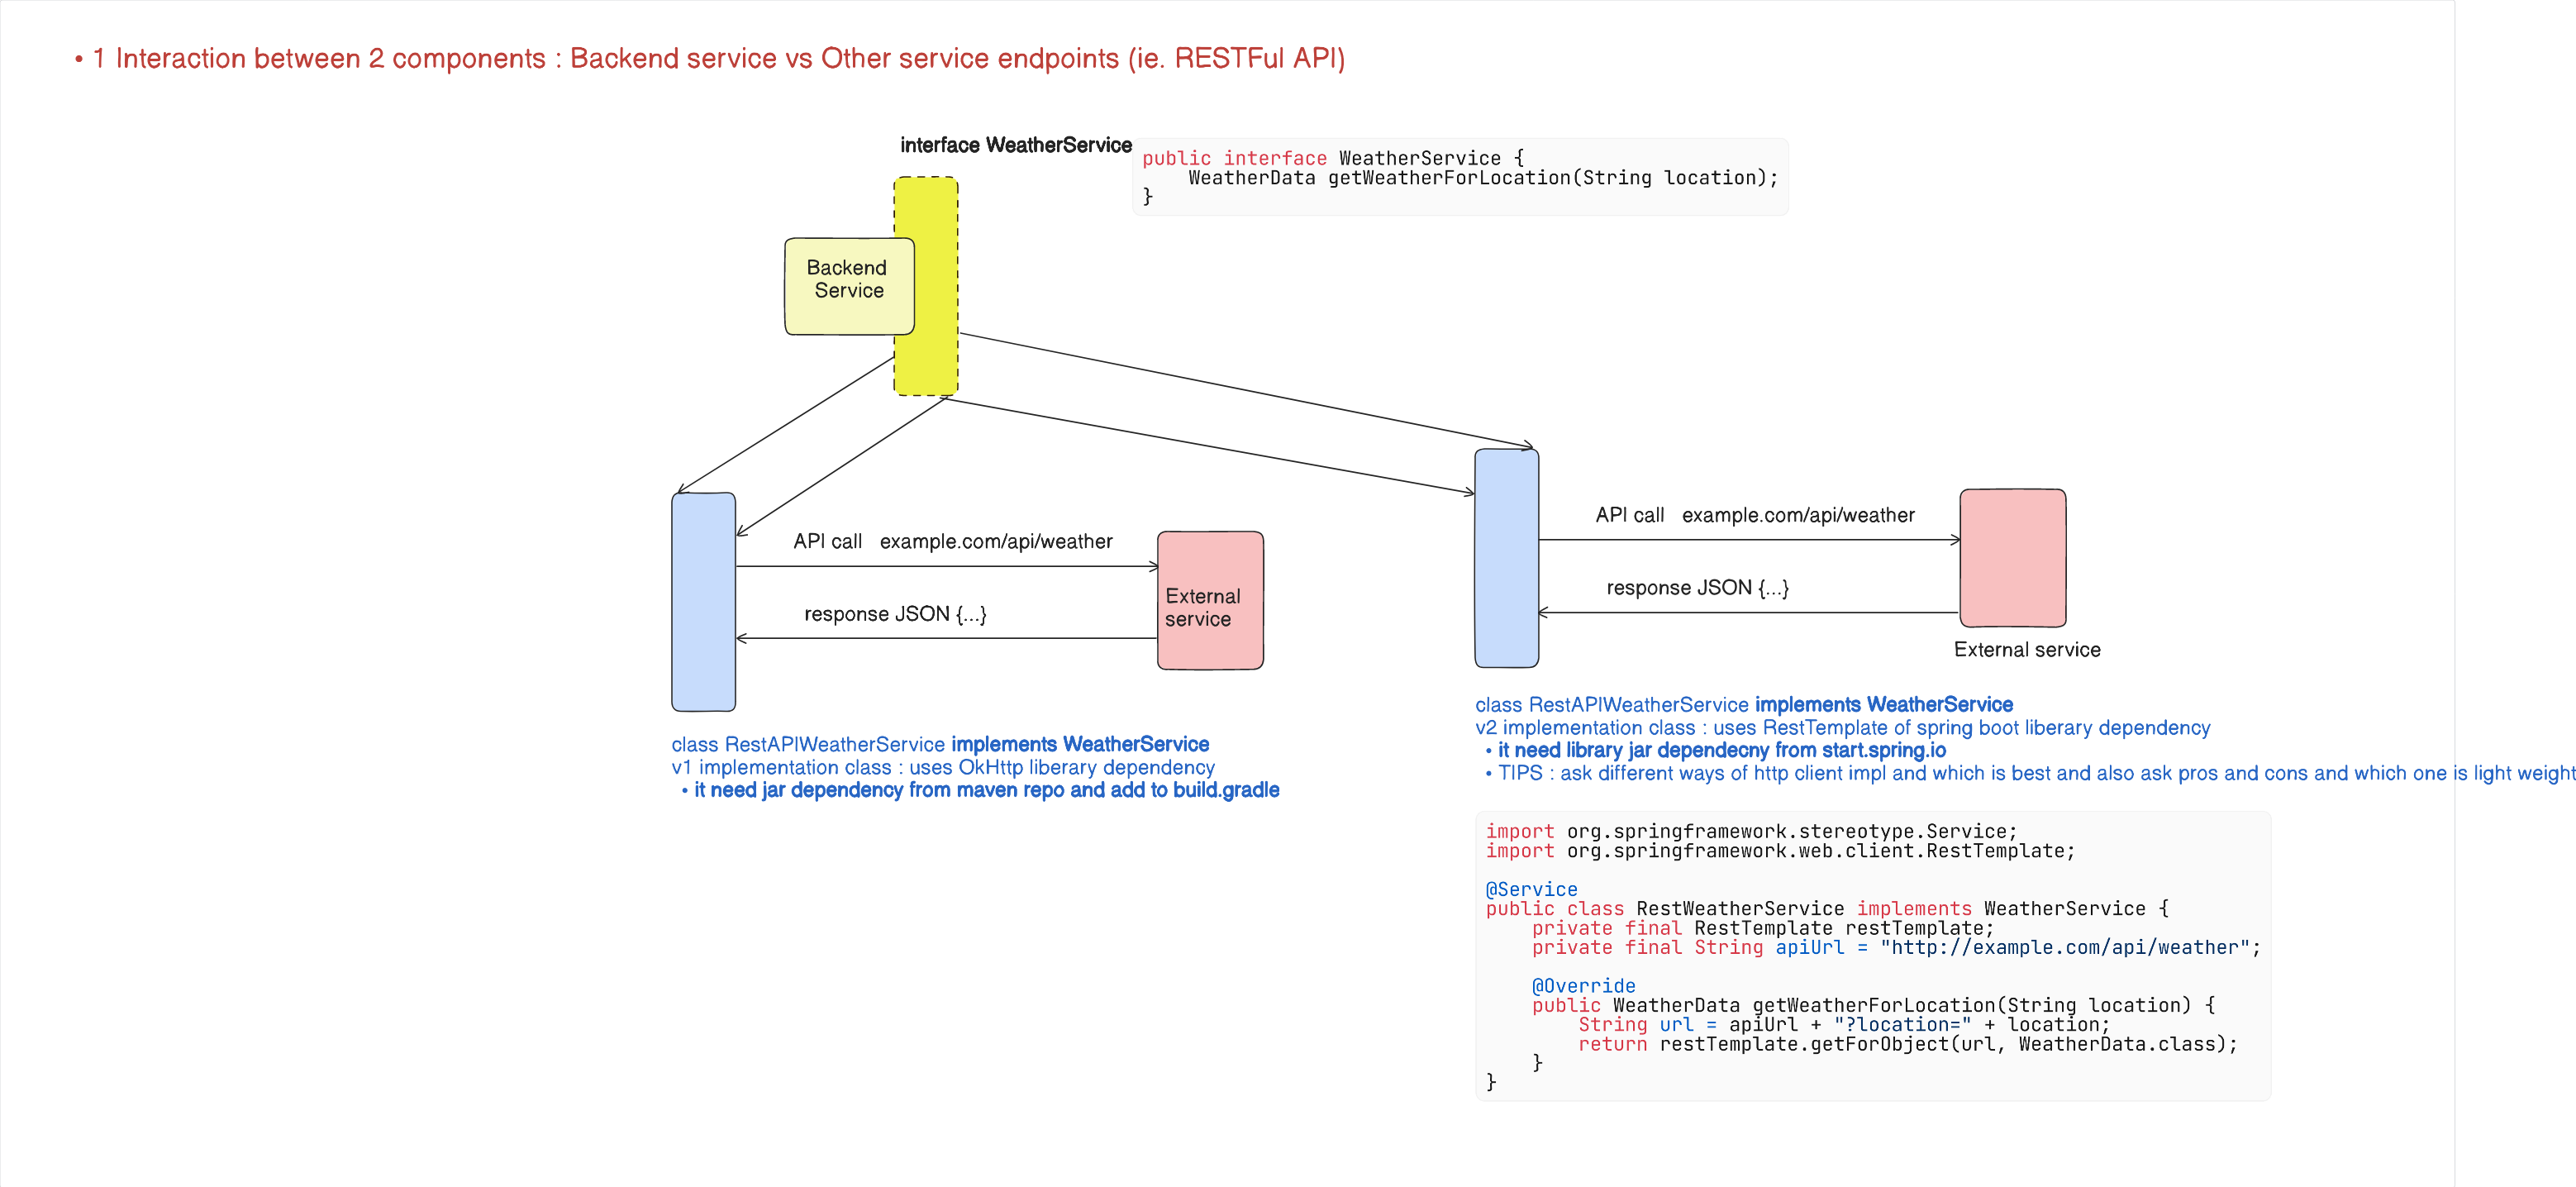 • 1 Interaction between 2 components : Backend service vs Other service endpoints (ie. RESTFul API)
interface WeatherService
public interface WeatherService {
    WeatherData getWeatherForLocation(String location);
}
Backend
Service
API call   example.com/api/weather
response JSON {...}
External
service
class RestAPIWeatherService implements WeatherService
v1 implementation class : uses OkHttp liberary dependency
• it need jar dependency from maven repo and add to build.gradle
API call   example.com/api/weather
response JSON {...}
External service
class RestAPIWeatherService implements WeatherService
v2 implementation class : uses RestTemplate of spring boot liberary dependency
• it need library jar dependecny from start.spring.io
• TIPS : ask different ways of http client impl and which is best and also ask pros and cons and which one is light weight
import org.springframework.stereotype.Service;
import org.springframework.web.client.RestTemplate;
@Service
public class RestWeatherService implements WeatherService {
    private final RestTemplate restTemplate;
    private final String apiUrl = "http://example.com/api/weather";
    @Override
    public WeatherData getWeatherForLocation(String location) {
        String url = apiUrl + "?location=" + location;
        return restTemplate.getForObject(url, WeatherData.class);
    }
}